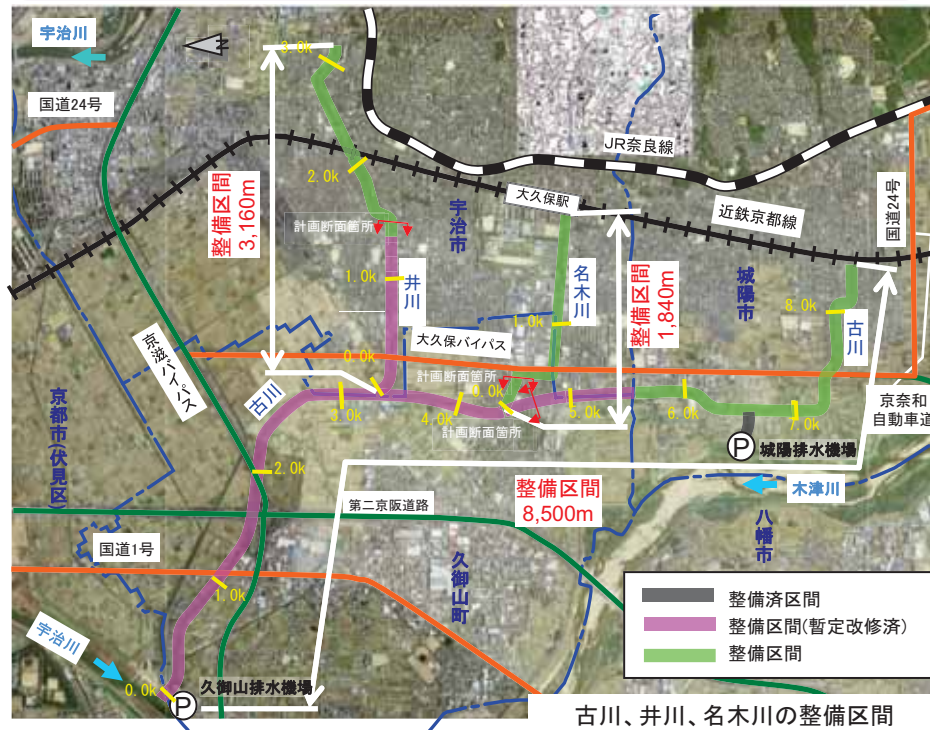 宇治川
国道24号
3.0k
JR奈良線
整備区間
3,160m
2.0k
宇治市
大久保駅
近鉄京都線
国道24号
計画断面箇所
1.0k
井川
名木川
整備区間
1,840m
城陽市
8.0k
古川
1.0k
大久保バイパス
京滋バイパス
0.0k
古川
計画断面箇所
3.0k
4.0k
0.0k
5.0k
6.0k
7.0k
京奈和
自動車道
計画断面箇所
城陽排水機場
P
京都市(伏見区)
2.0k
整備区間
8,500m
木津川
第二京阪道路
八幡市
国道1号
久御山町
1.0k
宇治川
0.0k
久御山排水機場
P
整備済区間
整備区間(暫定改修済)
整備区間
古川、井川、名木川の整備区間